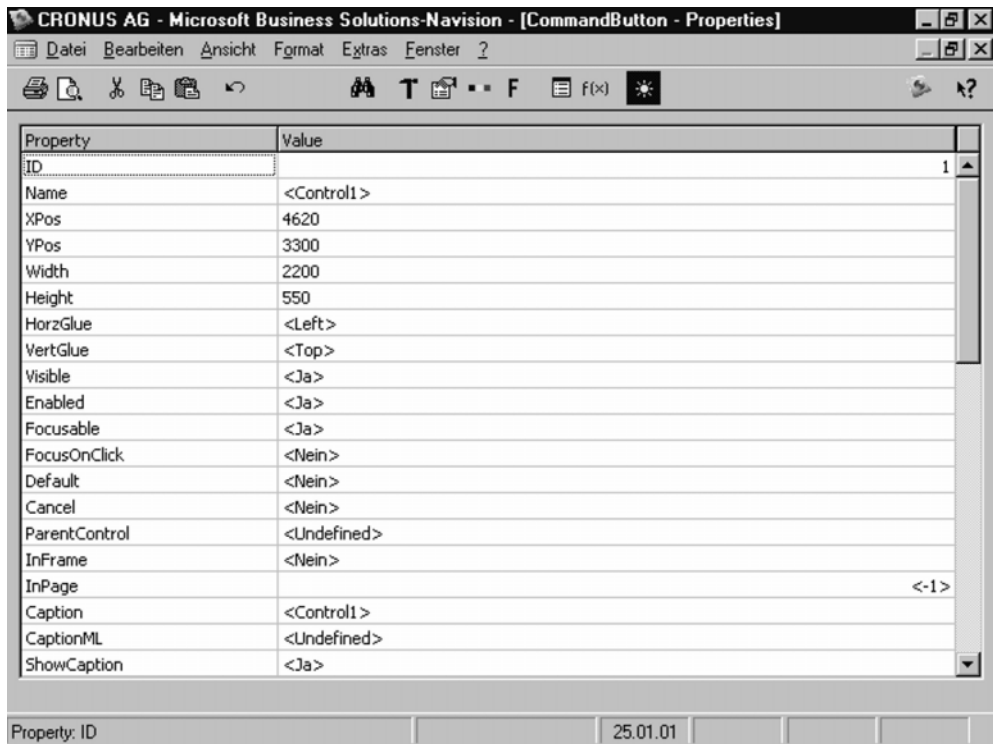 CRONUS AG - Microsoft Business Solutions-Navision - [CommandButton - Properties]
Datei Bearbeiten Ansicht Format Extras Fenster ?
T F f(x) ?
Property Value
ID 1
Name <Control1>
XPos 4620
YPos 3300
Width 2200
Height 550
HorzGlue <Left>
VertGlue <Top>
Visible <Ja>
Enabled <Ja>
Focusable <Ja>
FocusOnClick <Nein>
Default <Nein>
Cancel <Nein>
ParentControl <Undefined>
InFrame <Nein>
InPage <-1>
Caption <Control1>
CaptionML <Undefined>
ShowCaption <Ja>
Property: ID 25.01.01